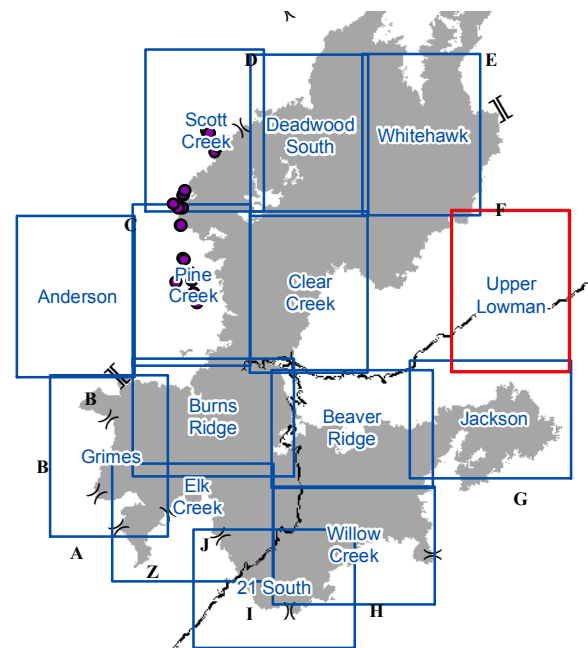 D
E
Scott
Creek
Deadwood
South
Whitehawk
F
C
Anderson
Pine
Creek
Clear
Creek
Upper
Lowman
B
Burns
Ridge
Beaver
Ridge
Jackson
B
Grimes
Elk
Creek
G
A
Z
J
Willow
Creek
21 South
I
H